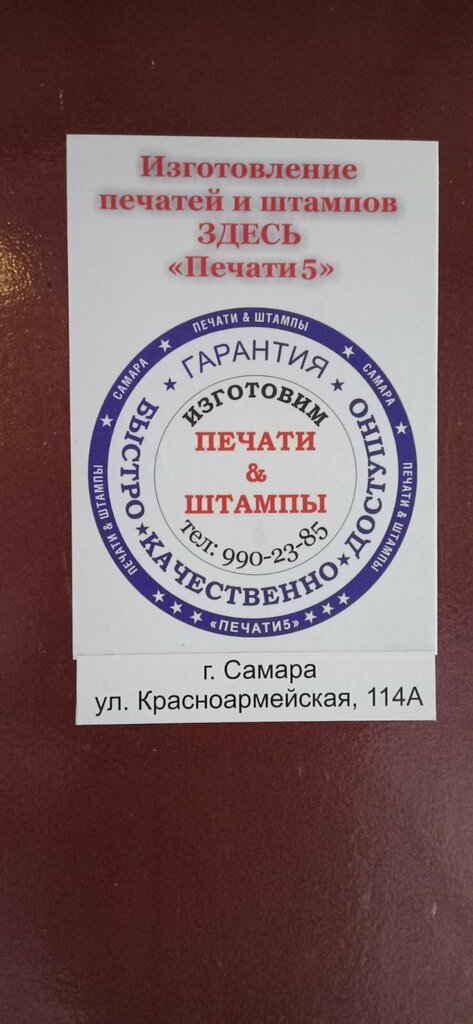 Изготовление
печатей и штампов
ЗДЕСЬ
«Печати5»
ПЕЧАТИ & ШТАМПЫ
САМАРА
САМАРА
ПЕЧАТИ & ШТАМПЫ
ПЕЧАТИ & ШТАМПЫ
«ПЕЧАТИ5»
ГАРАНТИЯ
БЫСТРО
КАЧЕСТВЕННО
ДОСТУПНО
ИЗГОТОВИМ
ПЕЧАТИ
&
ШТАМПЫ
тел: 990-23-85
г. Самара
ул. Красноармейская, 114А